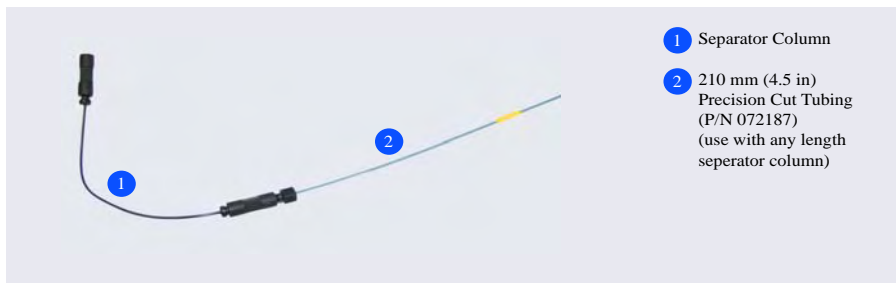 1 Separator Column
2 210 mm (4.5 in)
Precision Cut Tubing
(P/N 072187)
(use with any length
seperator column)
2
1